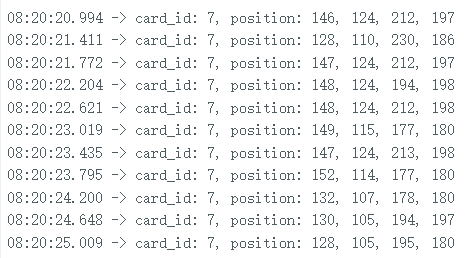 08:20:20.994 -> card_id: 7, position: 146, 124, 212, 197
08:20:21.411 -> card_id: 7, position: 128, 110, 230, 186
08:20:21.772 -> card_id: 7, position: 147, 124, 212, 197
08:20:22.204 -> card_id: 7, position: 148, 124, 194, 198
08:20:22.621 -> card_id: 7, position: 148, 124, 212, 198
08:20:23.019 -> card_id: 7, position: 149, 115, 177, 180
08:20:23.435 -> card_id: 7, position: 147, 124, 213, 198
08:20:23.795 -> card_id: 7, position: 152, 114, 177, 180
08:20:24.200 -> card_id: 7, position: 132, 107, 178, 180
08:20:24.648 -> card_id: 7, position: 130, 105, 194, 197
08:20:25.009 -> card_id: 7, position: 128, 105, 195, 180